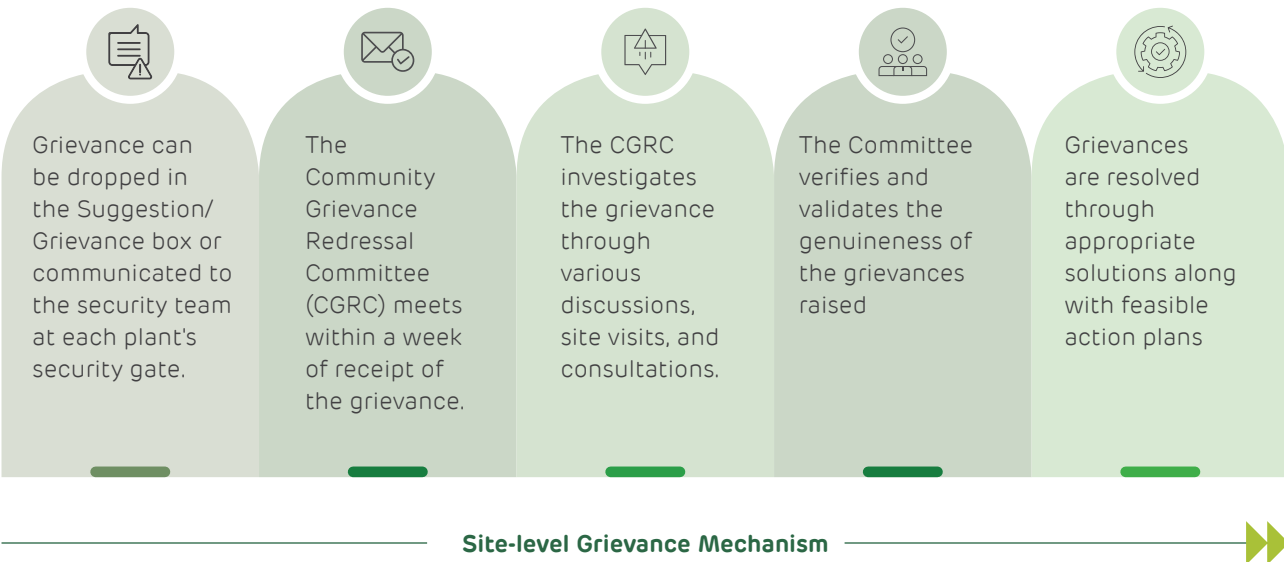 Grievance can
be dropped in
the Suggestion/
Grievance box or
communicated to
the security team
at each plant's
security gate.
The
Community
Grievance
Redressal
Committee
(CGRC) meets
within a week
of receipt of
the grievance.
The CGRC
investigates
the grievance
through
various
discussions,
site visits, and
consultations.
The Committee
verifies and
validates the
genuineness of
the grievances
raised
Grievances
are resolved
through
appropriate
solutions along
with feasible
action plans
Site-level Grievance Mechanism